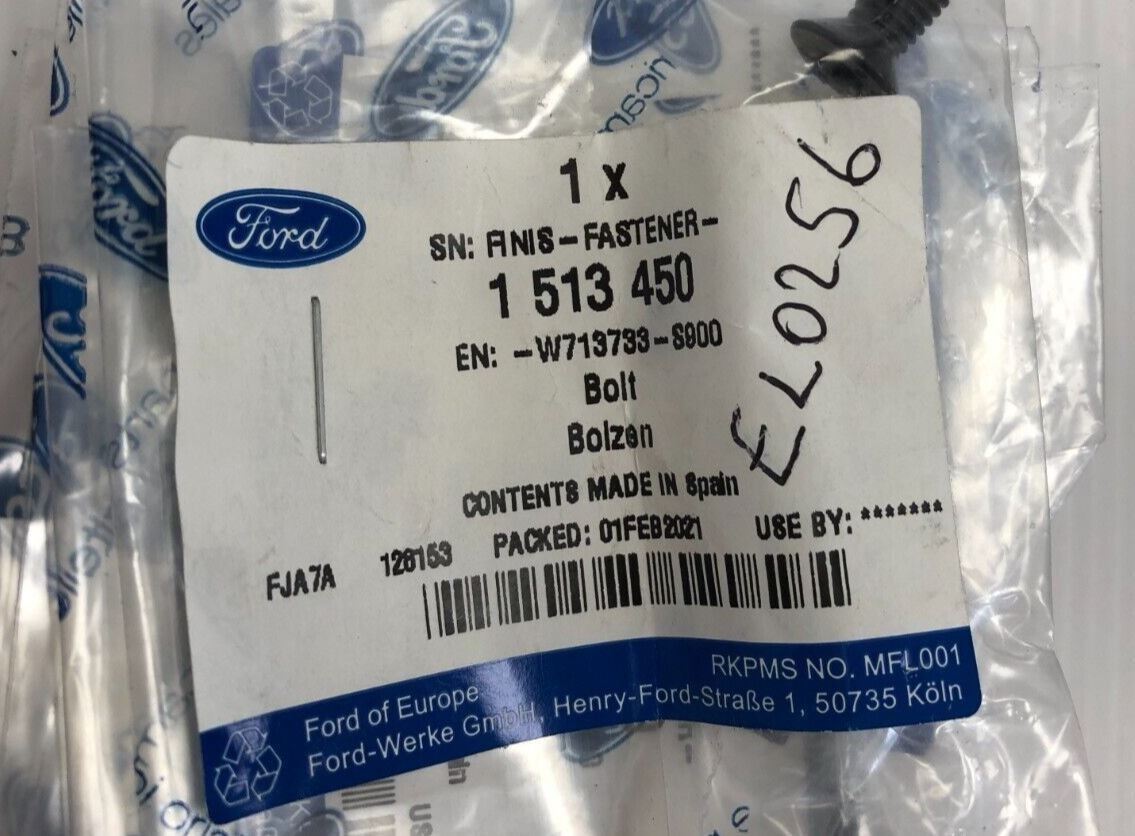 Ford
1 x
SN: FINIS-FASTENER-
1 513 450
EN: -W713733-S900
Bolt
Bolzen
CONTENTS MADE IN Spain
PACKED: 01FEB2021 USE BY: *******
FJA7A 126153
EL0256
RKPMS NO. MFL001
Ford of Europe
Ford-Werke GmbH, Henry-Ford-Straße 1, 50735 Köln